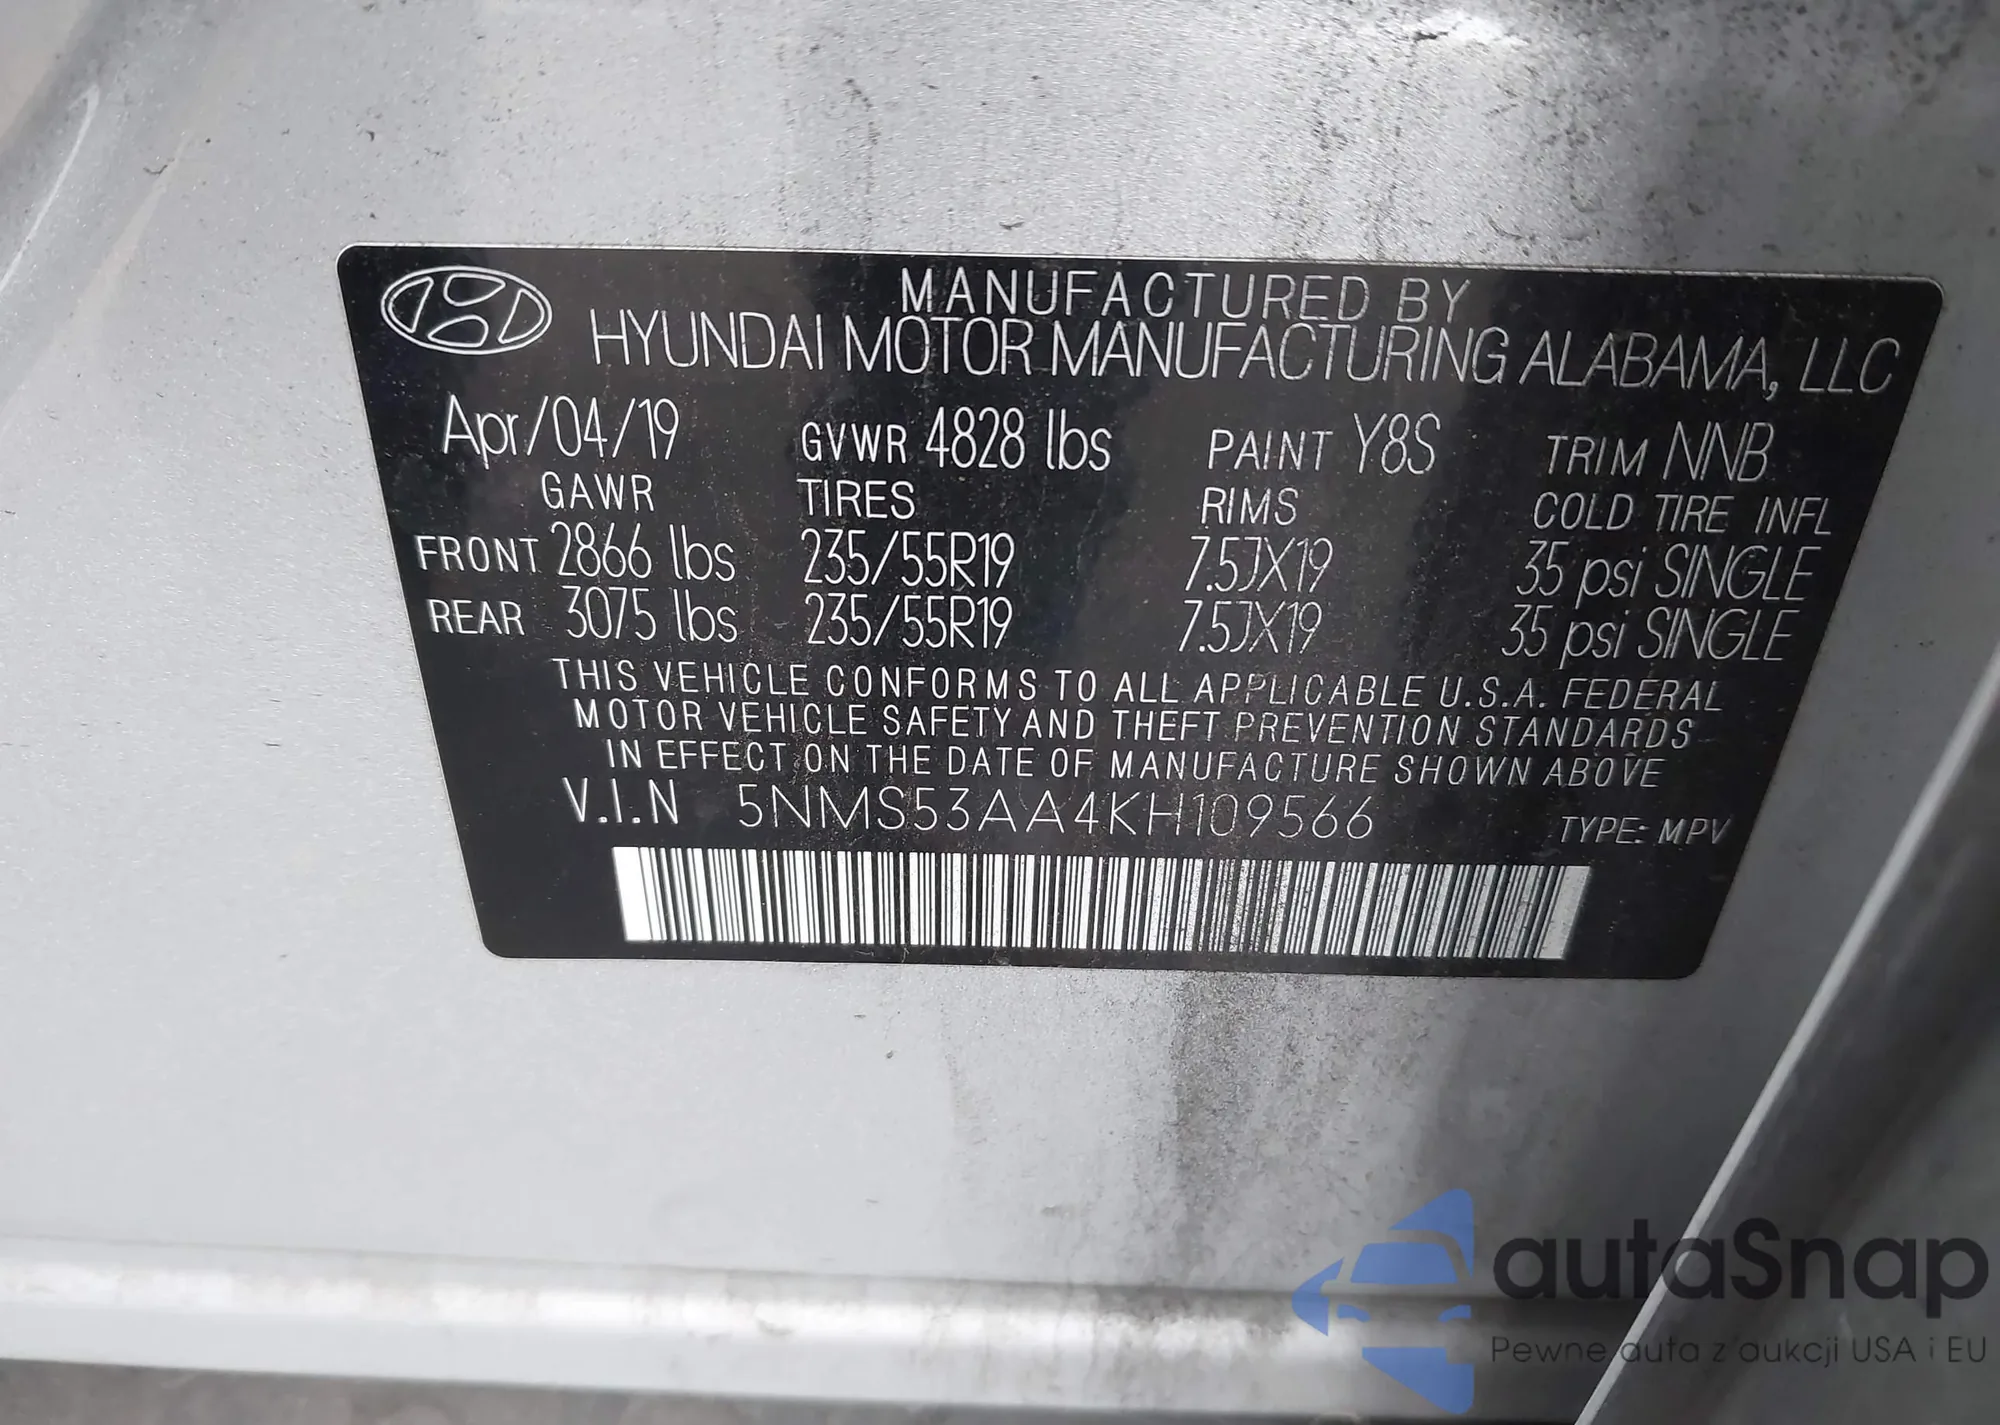 MANUFACTURED BY
HYUNDAI MOTOR MANUFACTURING ALABAMA, LLC
Apr/04/19 GVWR 4828 lbs PAINT Y8S TRIM NNB
GAWR TIRES RIMS COLD TIRE INFL
FRONT 2866 lbs 235/55R19 7.5JX19 35 psi SINGLE
REAR 3075 lbs 235/55R19 7.5JX19 35 psi SINGLE
THIS VEHICLE CONFORMS TO ALL APPLICABLE U.S.A. FEDERAL
MOTOR VEHICLE SAFETY AND THEFT PREVENTION STANDARDS
IN EFFECT ON THE DATE OF MANUFACTURE SHOWN ABOVE
V.I.N 5NMS53AA4KH109566 TYPE: MPV
autaSnap
Pewne auta z aukcji USA i EU